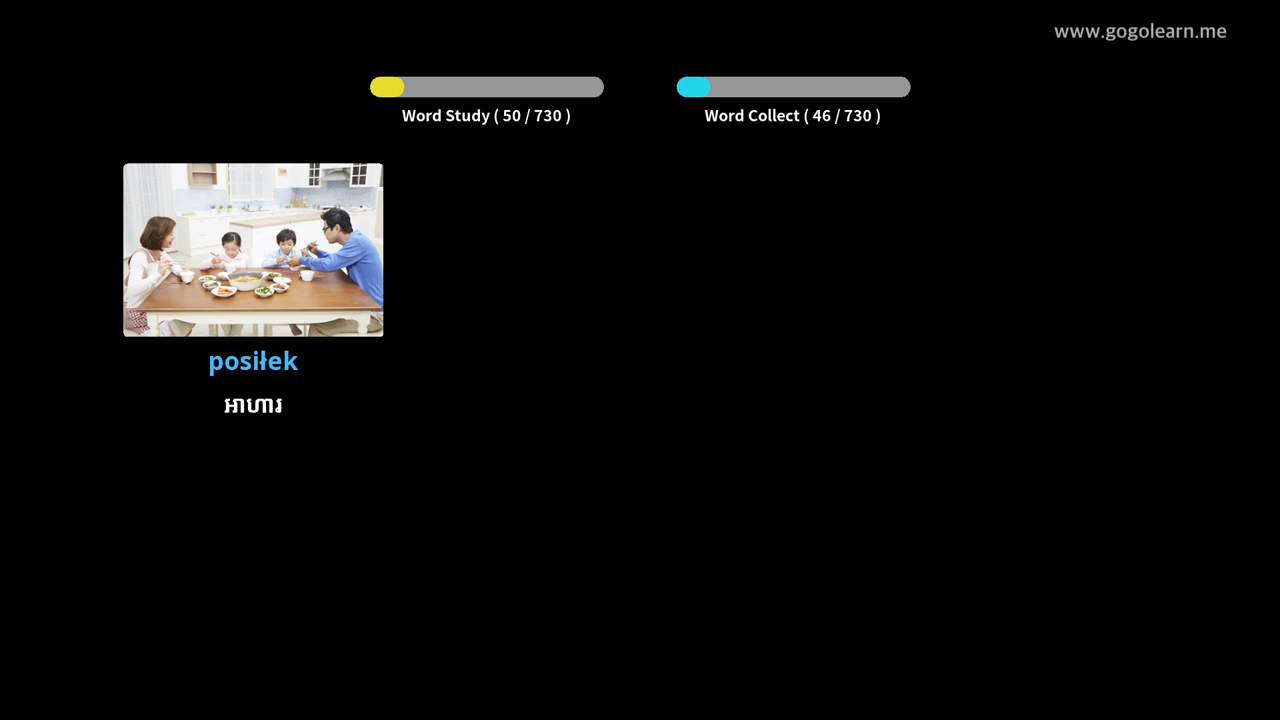 www.gogolearn.me
Word Study ( 50 / 730 )
Word Collect ( 46 / 730 )
posiłek
អាហារ